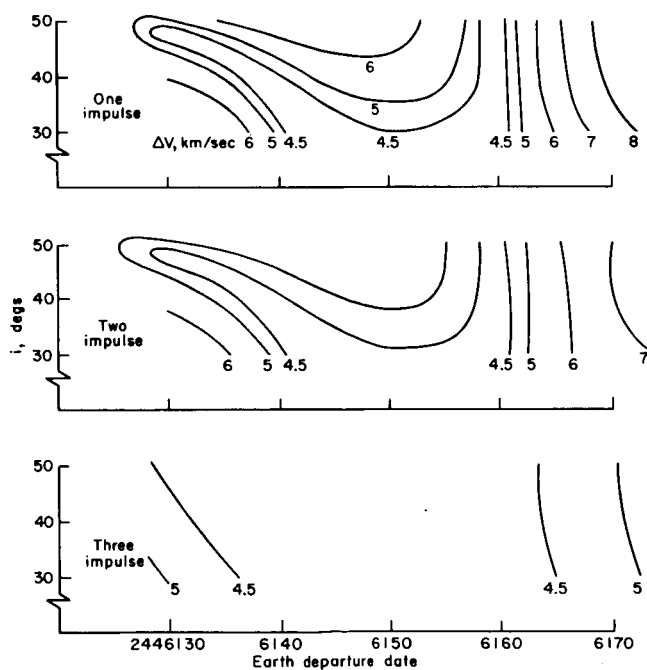 50
40
30
One
impulse
ΔV, km/sec 6 5 4.5
6
5
4.5
4.5 5 6 7 8
i, degs
50
40
30
Two
impulse
6 5 4.5
4.5 5 6 7
50
40
30
Three
impulse
5 4.5
4.5 5
2446130 6140 6150 6160 6170
Earth departure date